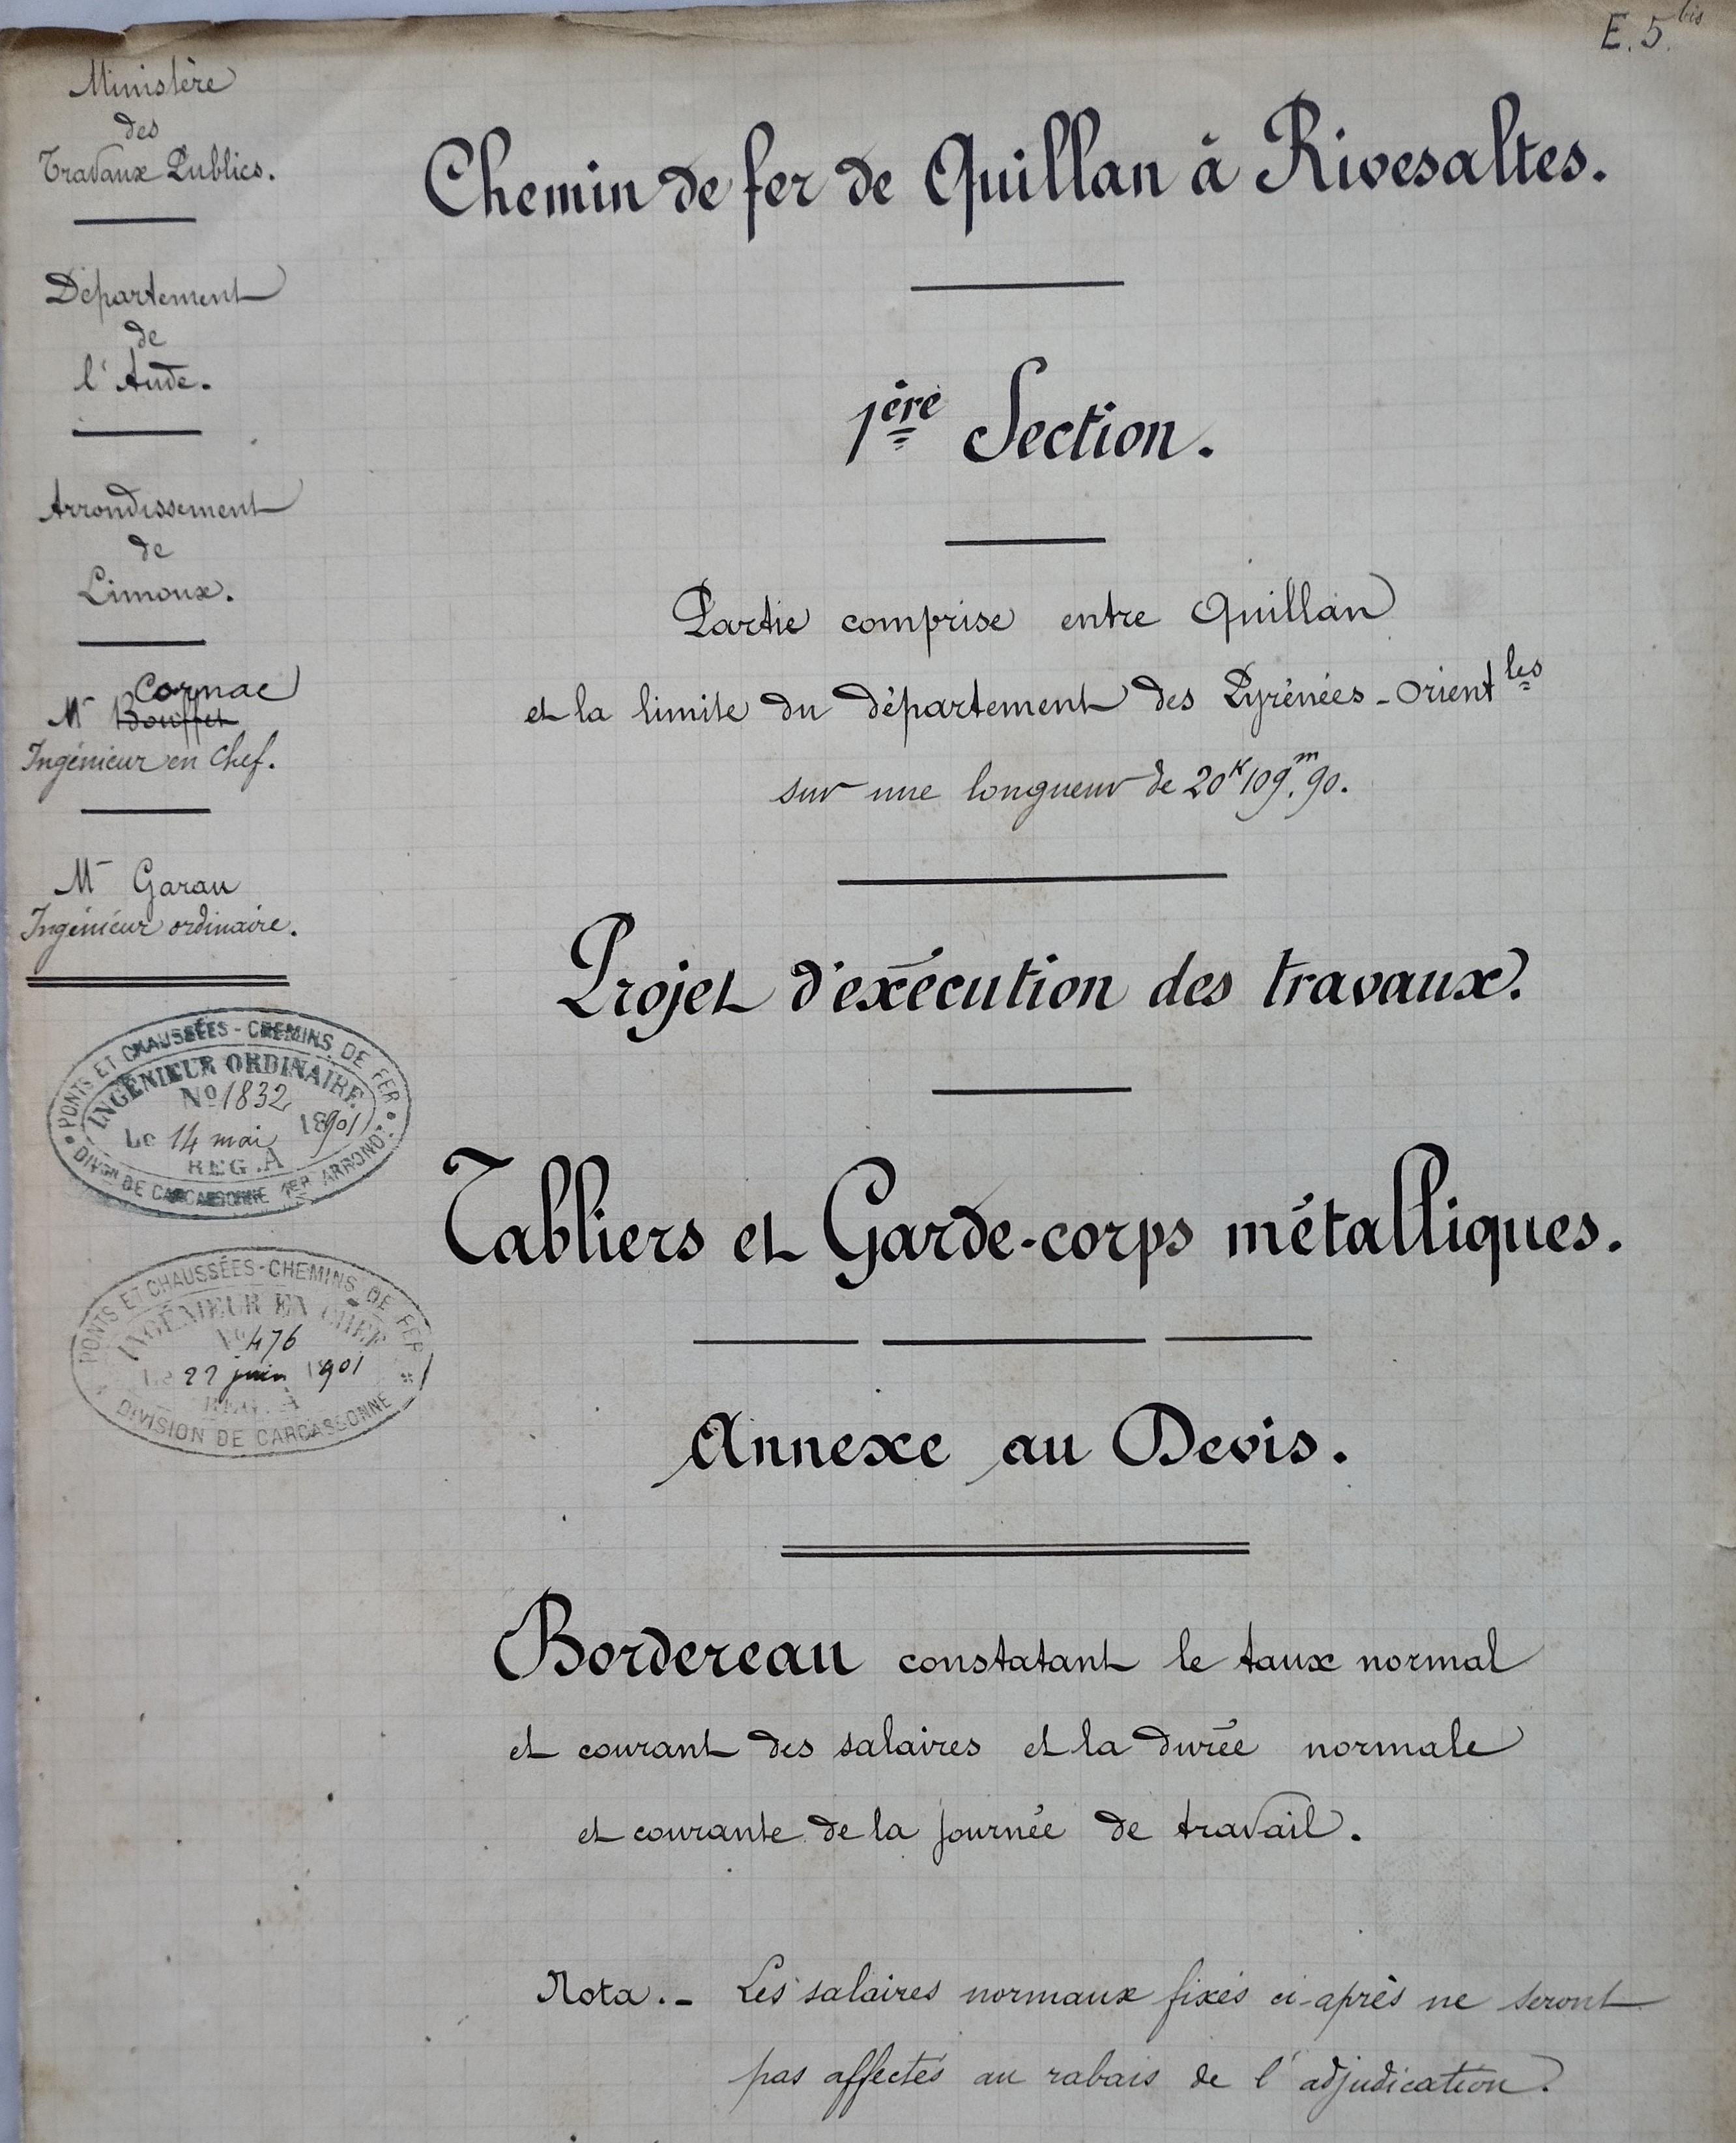 E. 5. bis
Ministère
des
Travaux Publics.
Département
de
l'Aude.
Arrondissement
de
Limoux.
Cornac
Mr Bouffet
Ingénieur en Chef.
Mr Garau
Ingénieur ordinaire.
PONTS ET CHAUSSÉES - CHEMINS DE FER
INGÉNIEUR ORDINAIRE
No 1832
Le 14 mai 1901
REG. A
DIVON DE CARCASSONNE 1ER ARROND.
PONTS ET CHAUSSÉES - CHEMINS DE FER
INGÉNIEUR EN CHEF
No 476
Le 22 juin 1901
REG. A
DIVISION DE CARCASSONNE
Chemin de fer de Quillan à Rivesaltes.
1ère Section.
Partie comprise entre Quillan
et la limite du département des Pyrénées-Orientles
sur une longueur de 20K109m,90.
Projet d'exécution des travaux.
Tabliers et Garde-corps métalliques.
Annexe au Devis.
Bordereau constatant le taux normal
et courant des salaires et la durée normale
et courante de la journée de travail.
Nota.- Les salaires normaux fixés ci-après ne seront
pas affectés au rabais de l'adjudication.